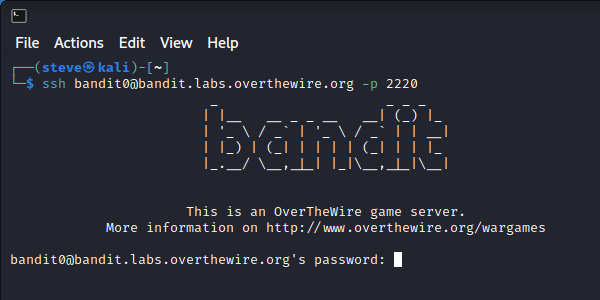 File Actions Edit View Help
┌──(steve㉿kali)-[~]
└─$ ssh bandit0@bandit.labs.overthewire.org -p 2220
bandit
This is an OverTheWire game server.
More information on http://www.overthewire.org/wargames
bandit0@bandit.labs.overthewire.org's password: